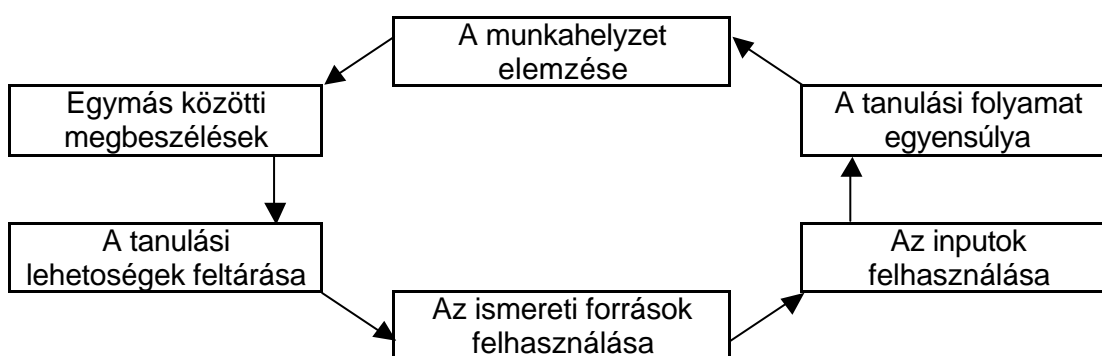 A munkahelyzet
elemzése
Egymás közötti
megbeszélések
A tanulási folyamat
egyensúlya
A tanulási
lehetoségek feltárása
Az inputok
felhasználása
Az ismereti források
felhasználása